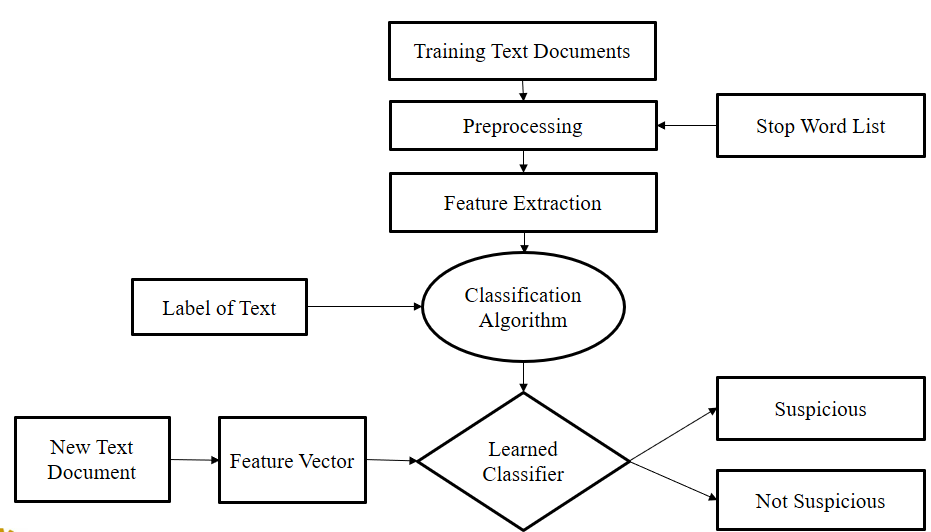 Training Text Documents
Preprocessing
Stop Word List
Feature Extraction
Classification
Algorithm
Label of Text
Suspicious
New Text
Document
Feature Vector
Learned
Classifier
Not Suspicious